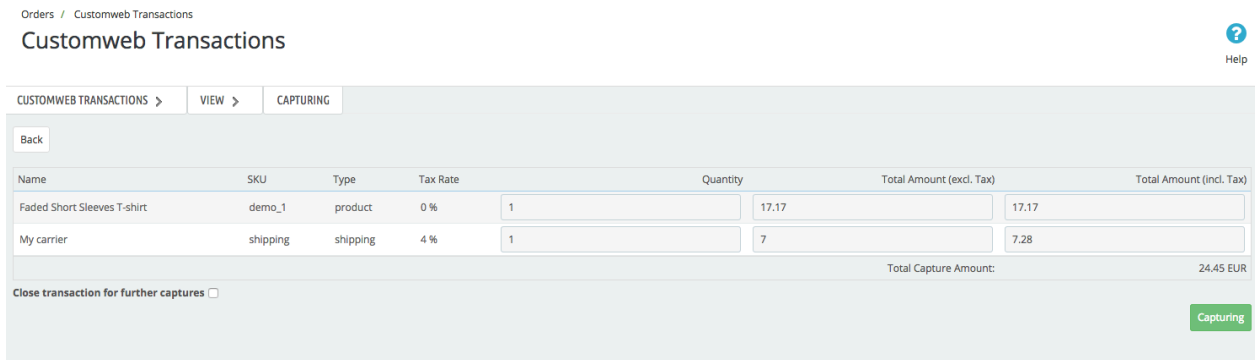 Orders / Customweb Transactions
Customweb Transactions
Help
CUSTOMWEB TRANSACTIONS > VIEW > CAPTURING
Back
Name SKU Type Tax Rate Quantity Total Amount (excl. Tax) Total Amount (incl. Tax)
Faded Short Sleeves T-shirt demo_1 product 0 % 1 17.17 17.17
My carrier shipping shipping 4 % 1 7 7.28
Total Capture Amount: 24.45 EUR
Close transaction for further captures
Capturing